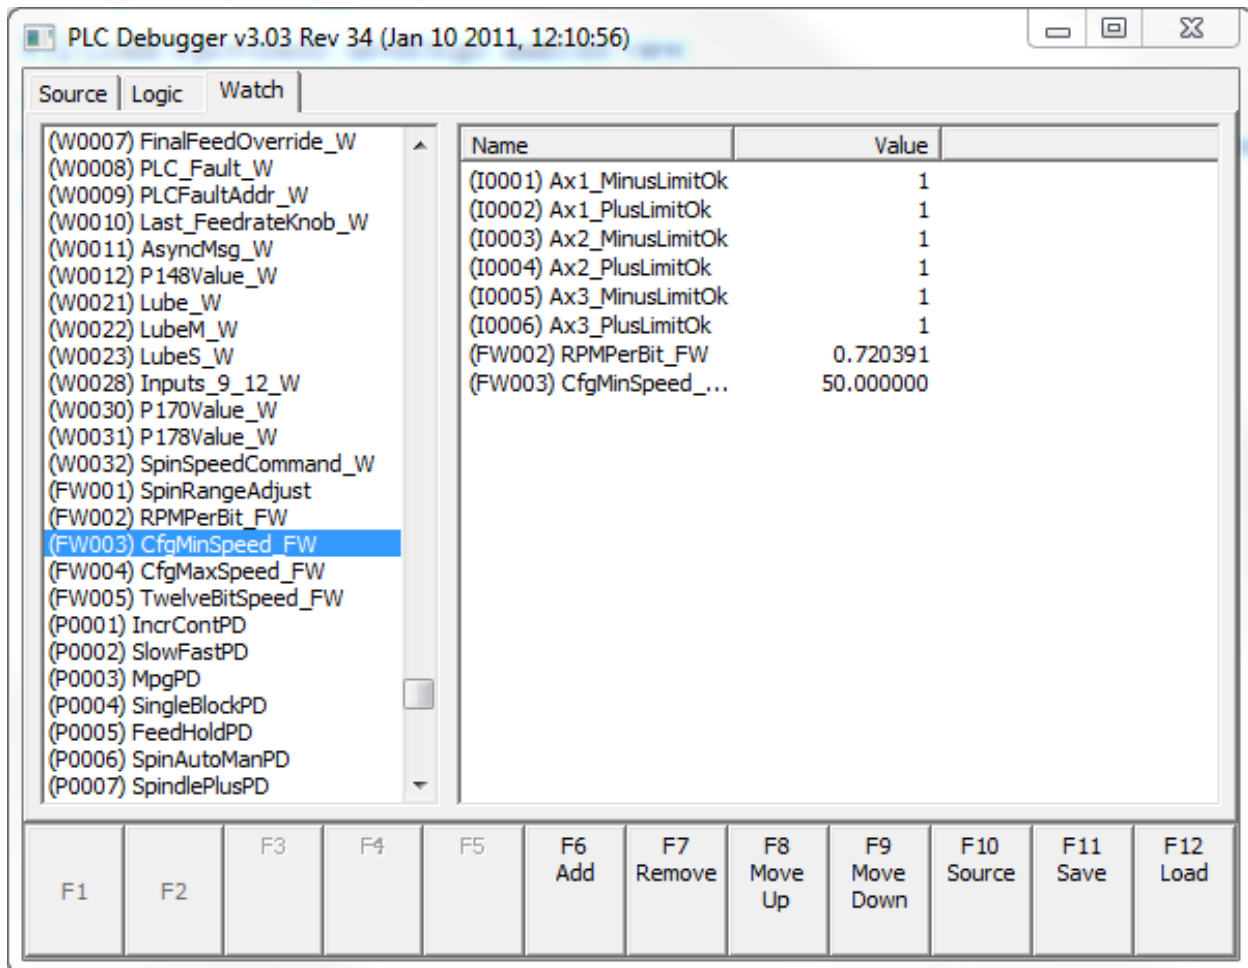 PLC Debugger v3.03 Rev 34 (Jan 10 2011, 12:10:56)
Source Logic Watch
(W0007) FinalFeedOverride_W
(W0008) PLC_Fault_W
(W0009) PLCFaultAddr_W
(W0010) Last_FeedrateKnob_W
(W0011) AsyncMsg_W
(W0012) P148Value_W
(W0021) Lube_W
(W0022) LubeM_W
(W0023) LubeS_W
(W0028) Inputs_9_12_W
(W0030) P170Value_W
(W0031) P178Value_W
(W0032) SpinSpeedCommand_W
(FW001) SpinRangeAdjust
(FW002) RPMPerBit_FW
(FW003) CfgMinSpeed_FW
(FW004) CfgMaxSpeed_FW
(FW005) TwelveBitSpeed_FW
(P0001) IncrContPD
(P0002) SlowFastPD
(P0003) MpgPD
(P0004) SingleBlockPD
(P0005) FeedHoldPD
(P0006) SpinAutoManPD
(P0007) SpindlePlusPD
Name Value
(I0001) Ax1_MinusLimitOk 1
(I0002) Ax1_PlusLimitOk 1
(I0003) Ax2_MinusLimitOk 1
(I0004) Ax2_PlusLimitOk 1
(I0005) Ax3_MinusLimitOk 1
(I0006) Ax3_PlusLimitOk 1
(FW002) RPMPerBit_FW 0.720391
(FW003) CfgMinSpeed_... 50.000000
F1
F2
F3
F4
F5
F6
Add
F7
Remove
F8
Move
Up
F9
Move
Down
F10
Source
F11
Save
F12
Load